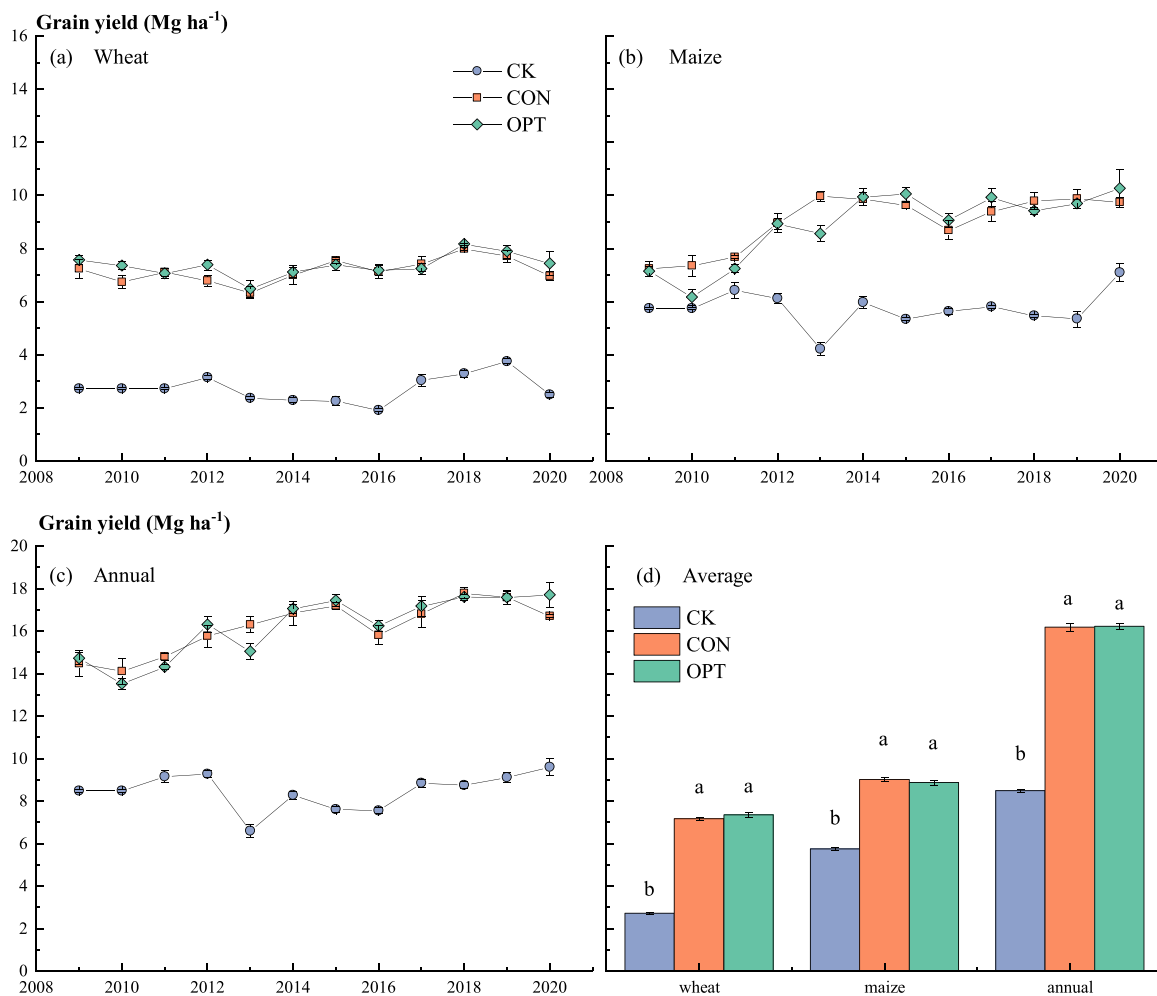 Grain yield (Mg ha⁻¹)
16
14
12
10
8
6
4
2
0
(a) Wheat
CK
CON
OPT
2008 2010 2012 2014 2016 2018 2020
(b) Maize
2008 2010 2012 2014 2016 2018 2020
Grain yield (Mg ha⁻¹)
20
18
16
14
12
10
8
6
4
2
0
(c) Annual
2008 2010 2012 2014 2016 2018 2020
(d) Average
CK
CON
OPT
b a a
b a a
b a a
wheat maize annual